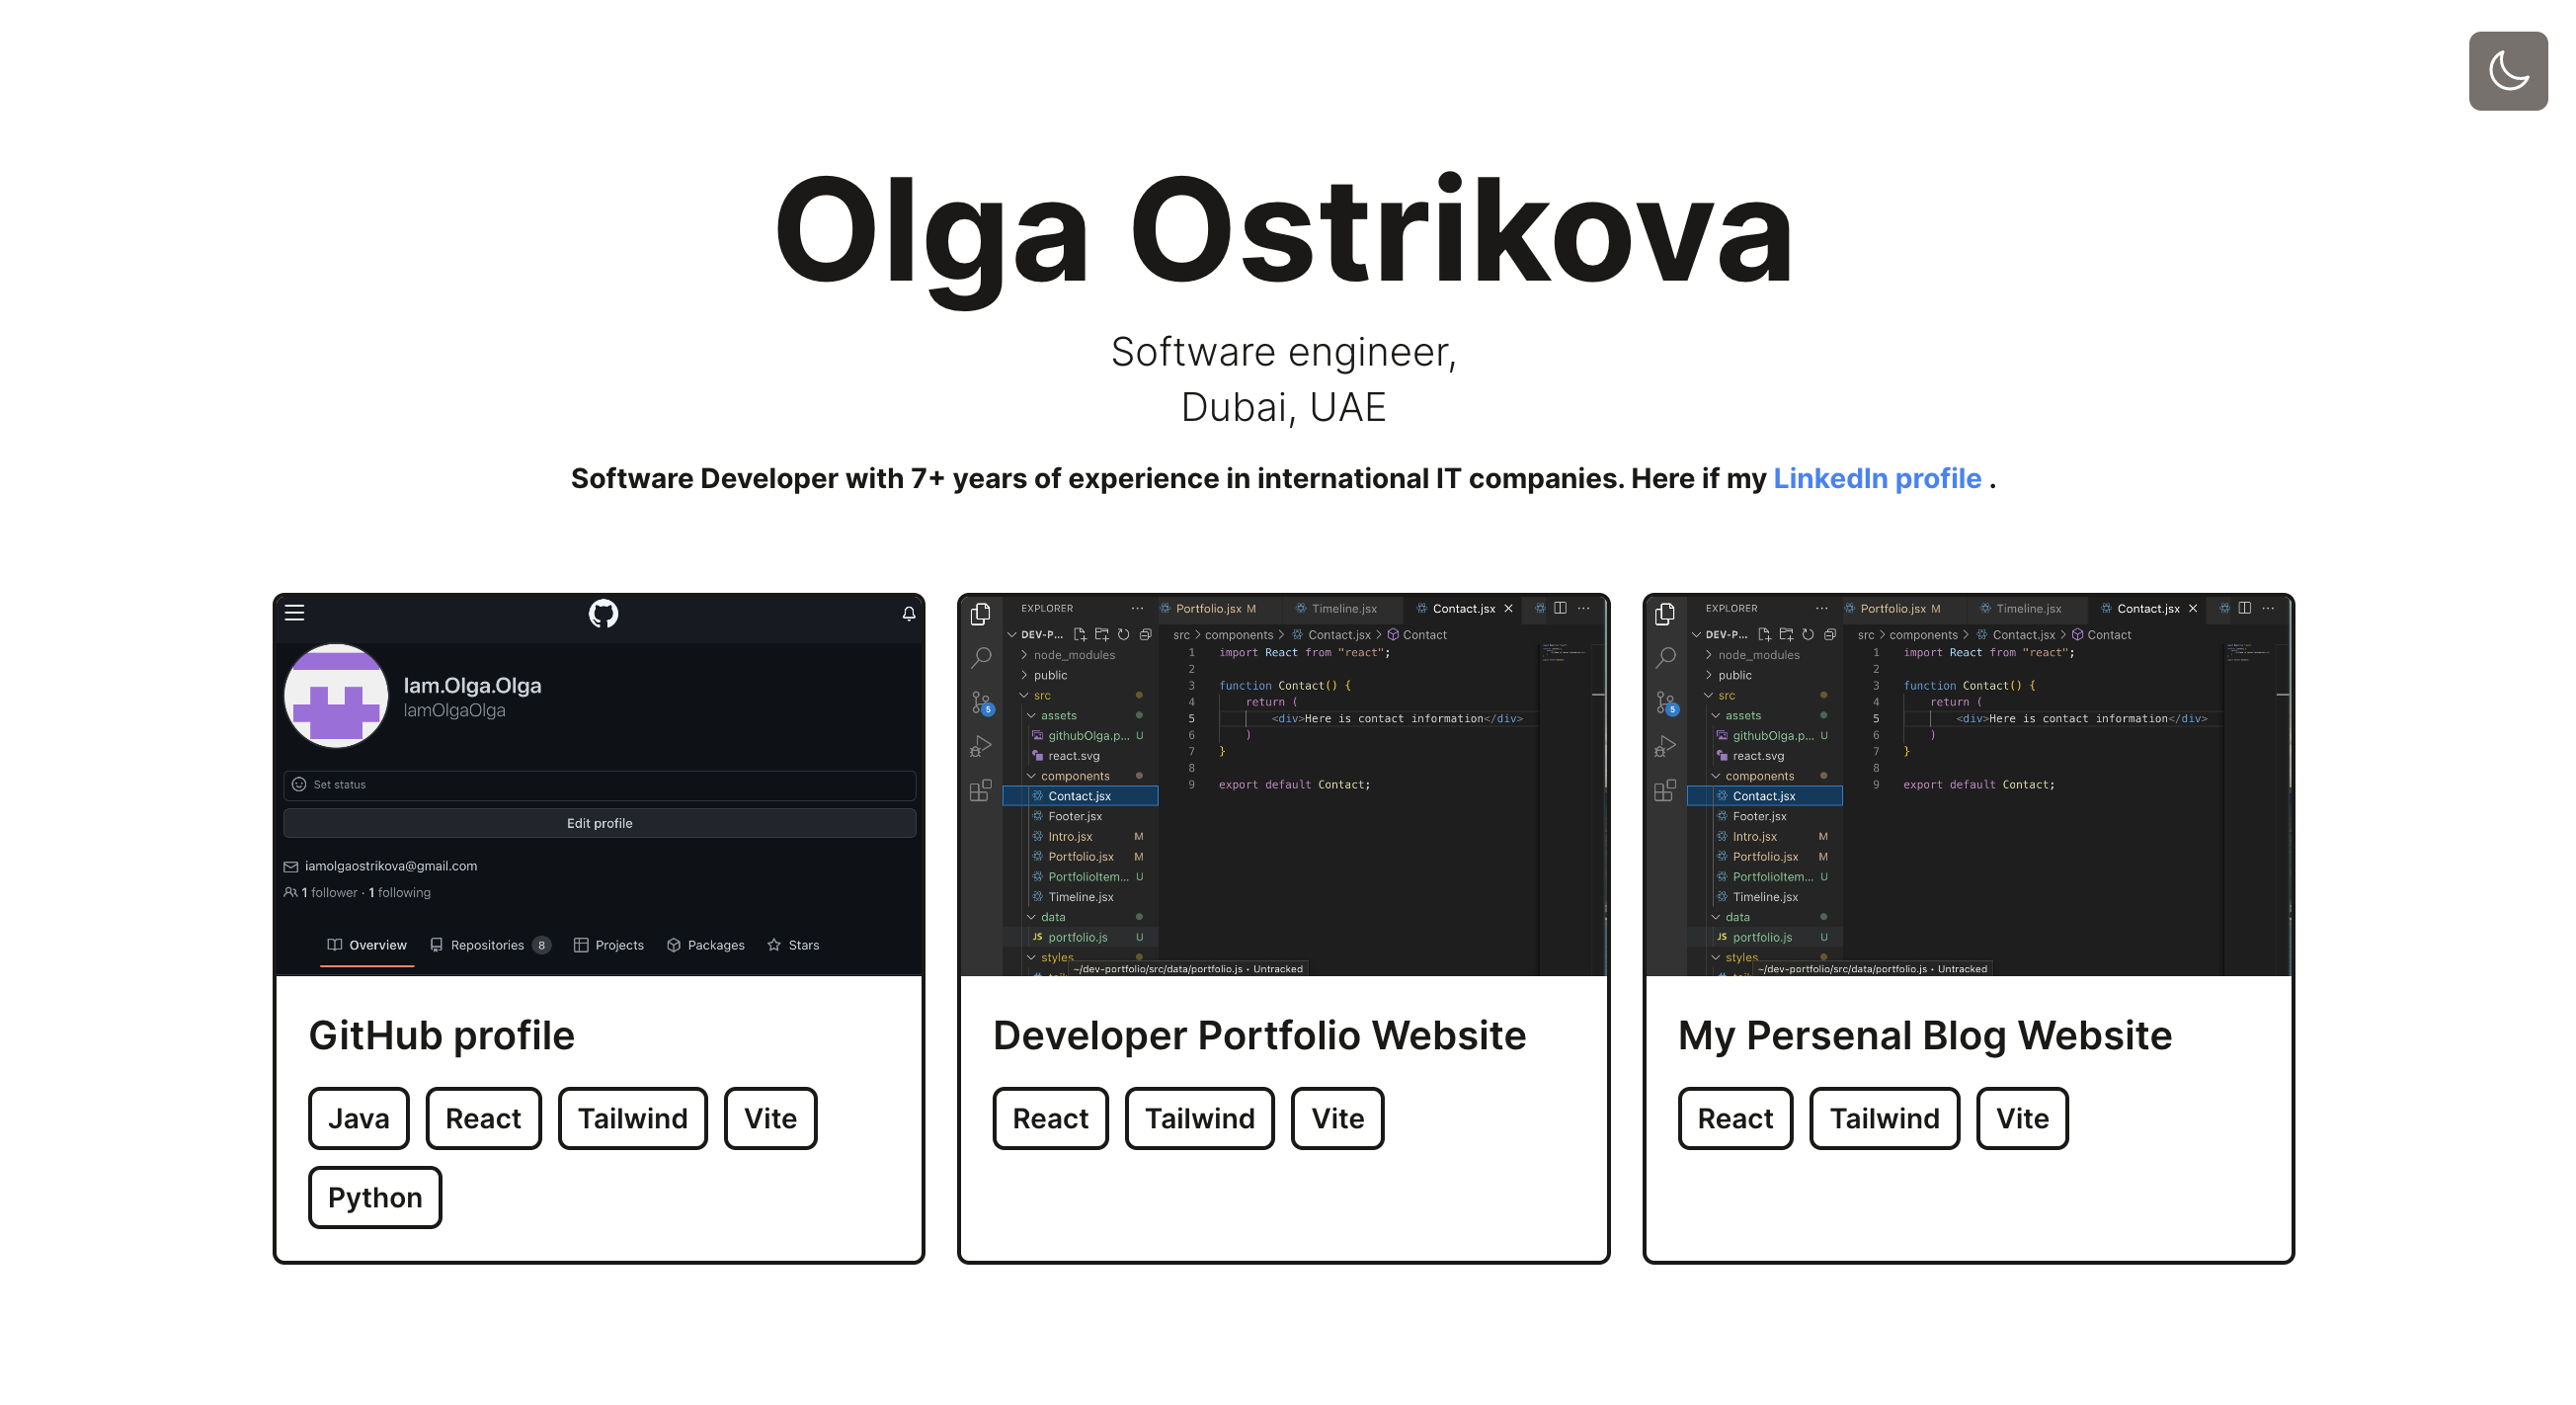 Olga Ostrikova
Software engineer,
Dubai, UAE
Software Developer with 7+ years of experience in international IT companies. Here if my LinkedIn profile .
Iam.Olga.Olga
IamOlgaOlga
Set status
Edit profile
iamolgaostrikova@gmail.com
1 follower · 1 following
Overview Repositories 8 Projects Packages Stars
GitHub profile
Java React Tailwind Vite
Python
EXPLORER ··· Portfolio.jsx M Timeline.jsx Contact.jsx ···
DEV-P... src > components > Contact.jsx > Contact
node_modules
public
src
assets
githubOlga.p... U
react.svg
components
Contact.jsx
Footer.jsx
Intro.jsx M
Portfolio.jsx M
PortfolioItem... U
Timeline.jsx
data
JS portfolio.js U
styles
~/dev-portfolio/src/data/portfolio.js • Untracked
5
1 import React from "react";
2
3 function Contact() {
4 return (
5 <div>Here is contact information</div>
6 )
7 }
8
9 export default Contact;
Developer Portfolio Website
React Tailwind Vite
EXPLORER ··· Portfolio.jsx M Timeline.jsx Contact.jsx ···
DEV-P... src > components > Contact.jsx > Contact
node_modules
public
src
assets
githubOlga.p... U
react.svg
components
Contact.jsx
Footer.jsx
Intro.jsx M
Portfolio.jsx M
PortfolioItem... U
Timeline.jsx
data
JS portfolio.js U
styles
~/dev-portfolio/src/data/portfolio.js • Untracked
5
1 import React from "react";
2
3 function Contact() {
4 return (
5 <div>Here is contact information</div>
6 )
7 }
8
9 export default Contact;
My Persenal Blog Website
React Tailwind Vite